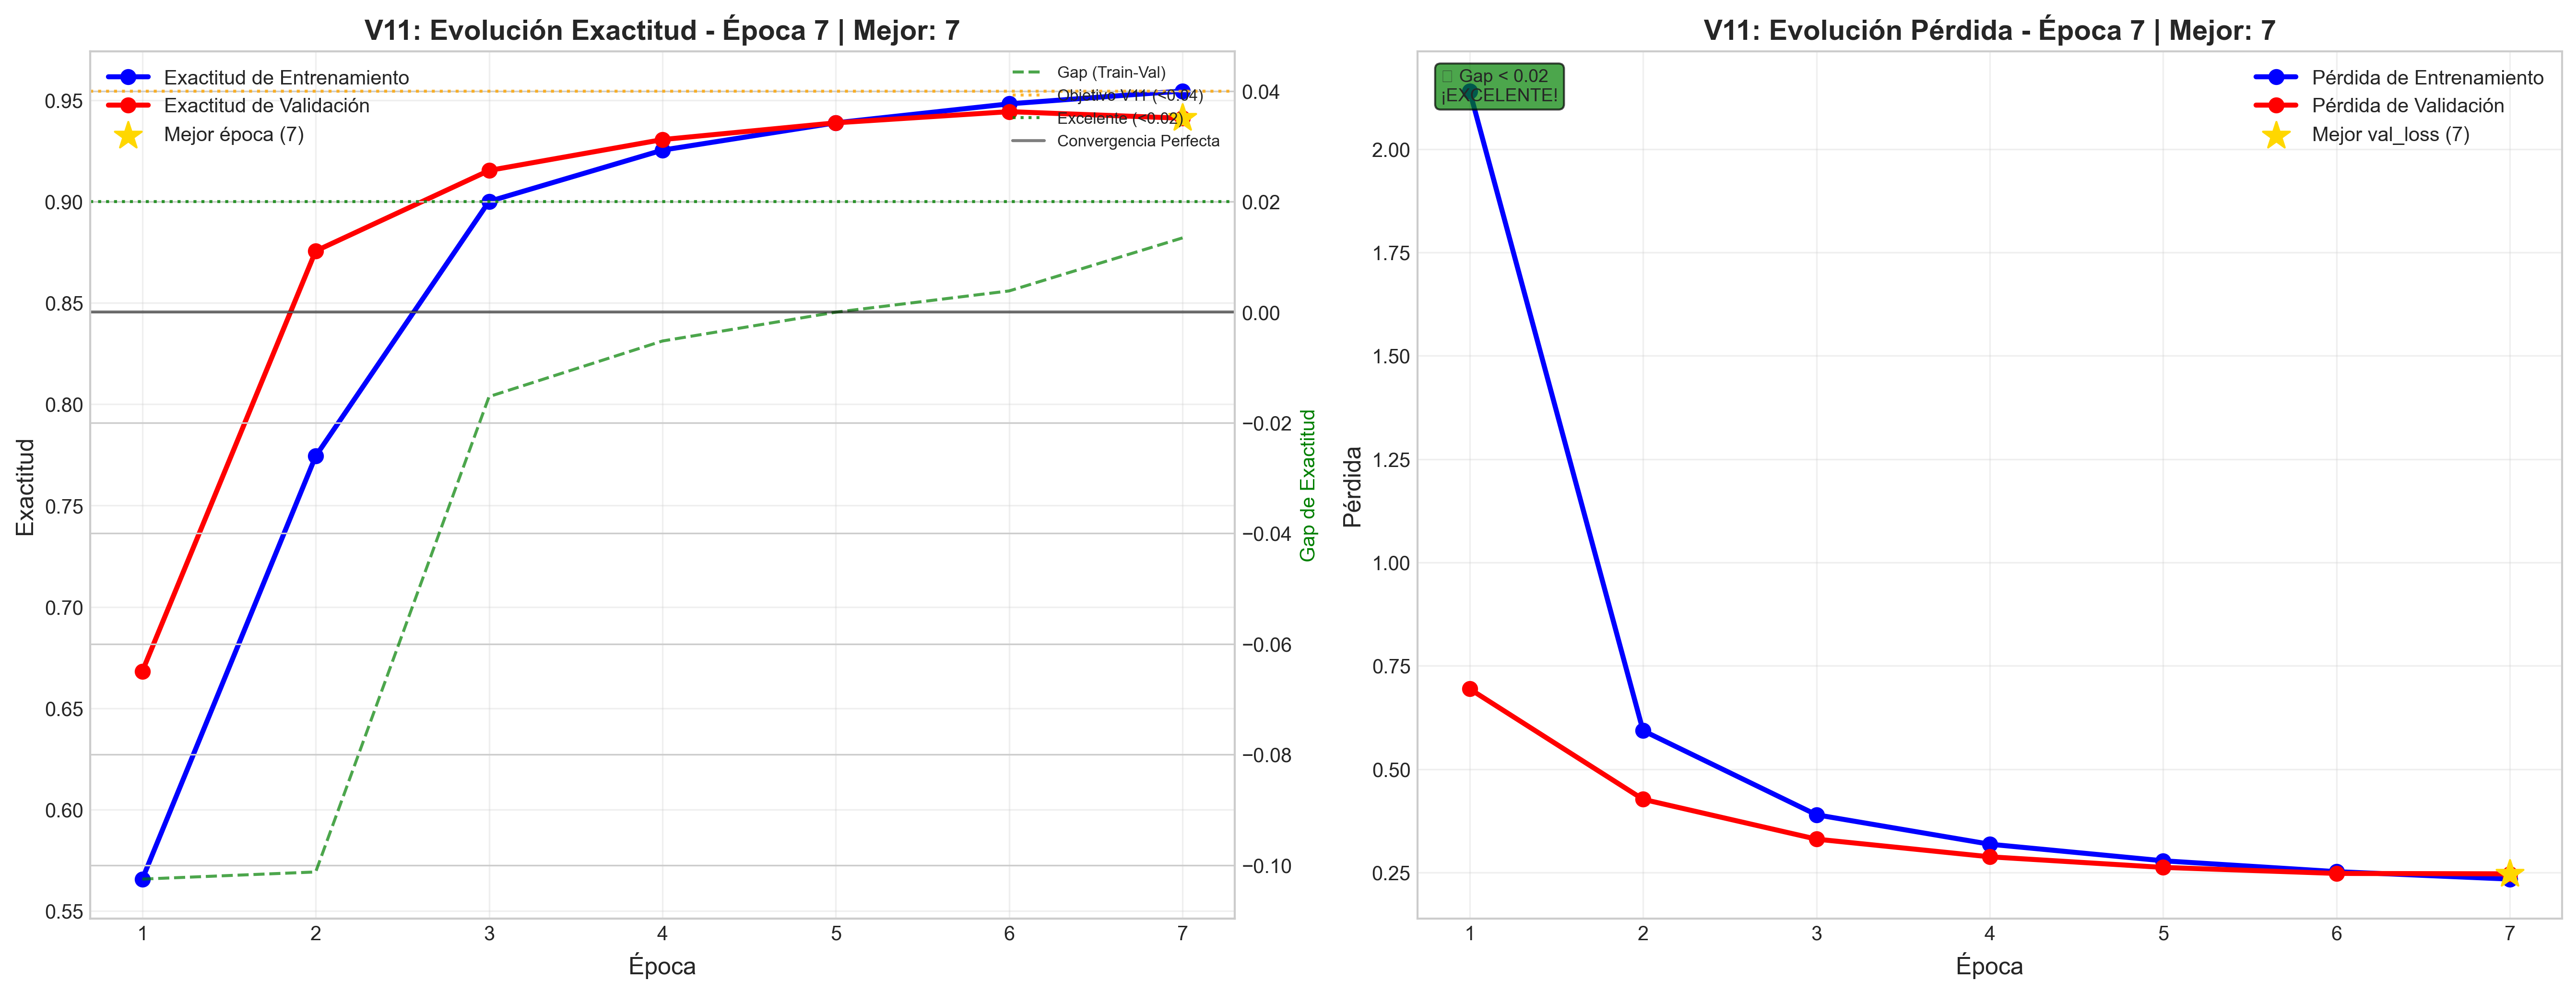 V11: Evolución Exactitud - Época 7 | Mejor: 7
Exactitud de Entrenamiento
Exactitud de Validación
Mejor época (7)
Gap (Train-Val)
Objetivo V11 (<0.04)
Excelente (<0.02)
Convergencia Perfecta
0.95
0.90
0.85
0.80
0.75
0.70
0.65
0.60
0.55
Exactitud
0.04
0.02
0.00
−0.02
−0.04
−0.06
−0.08
−0.10
Gap de Exactitud
1 2 3 4 5 6 7
Época
V11: Evolución Pérdida - Época 7 | Mejor: 7
Gap < 0.02
¡EXCELENTE!
Pérdida de Entrenamiento
Pérdida de Validación
Mejor val_loss (7)
2.00
1.75
1.50
1.25
1.00
0.75
0.50
0.25
Pérdida
1 2 3 4 5 6 7
Época